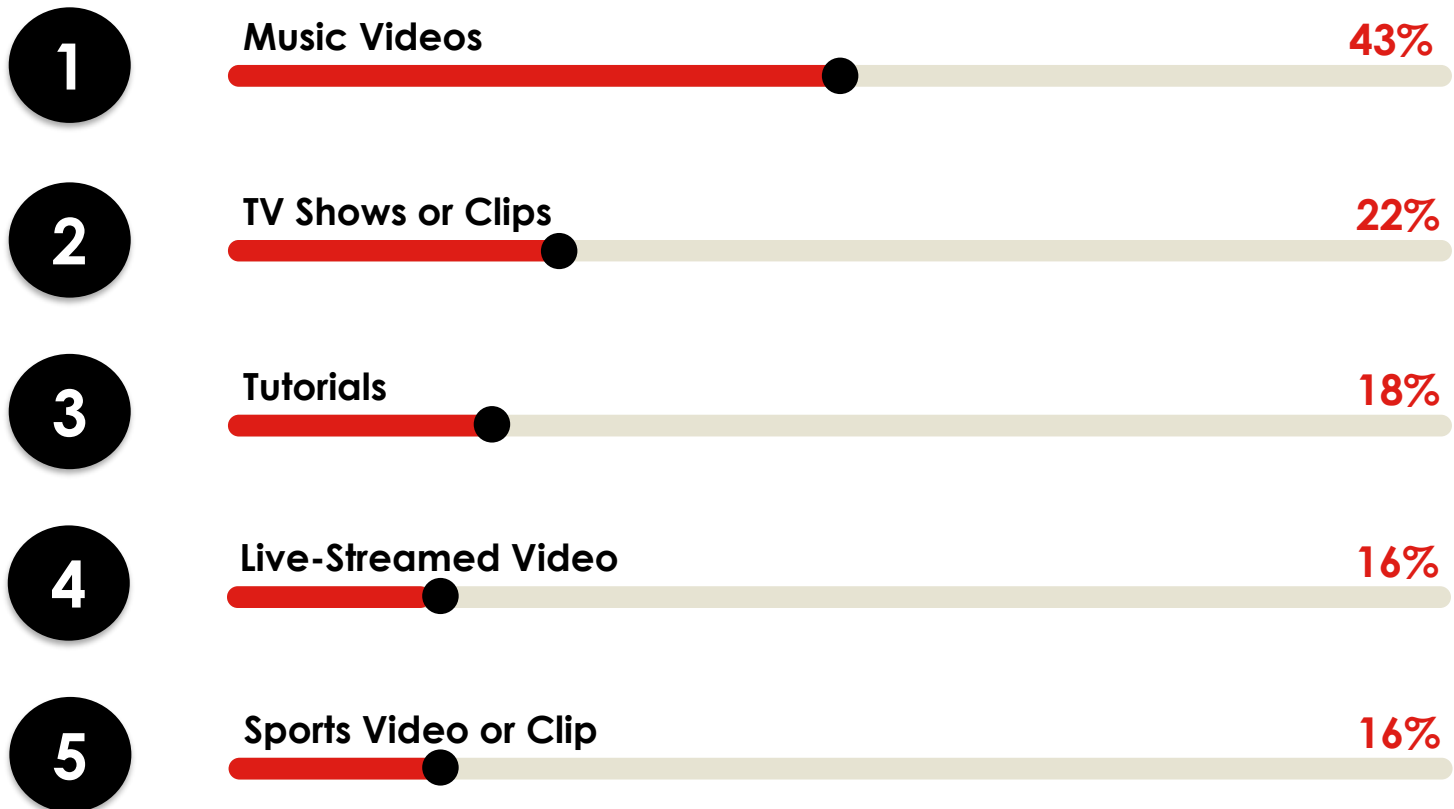 1
Music Videos
43%
2
TV Shows or Clips
22%
3
Tutorials
18%
4
Live-Streamed Video
16%
5
Sports Video or Clip
16%